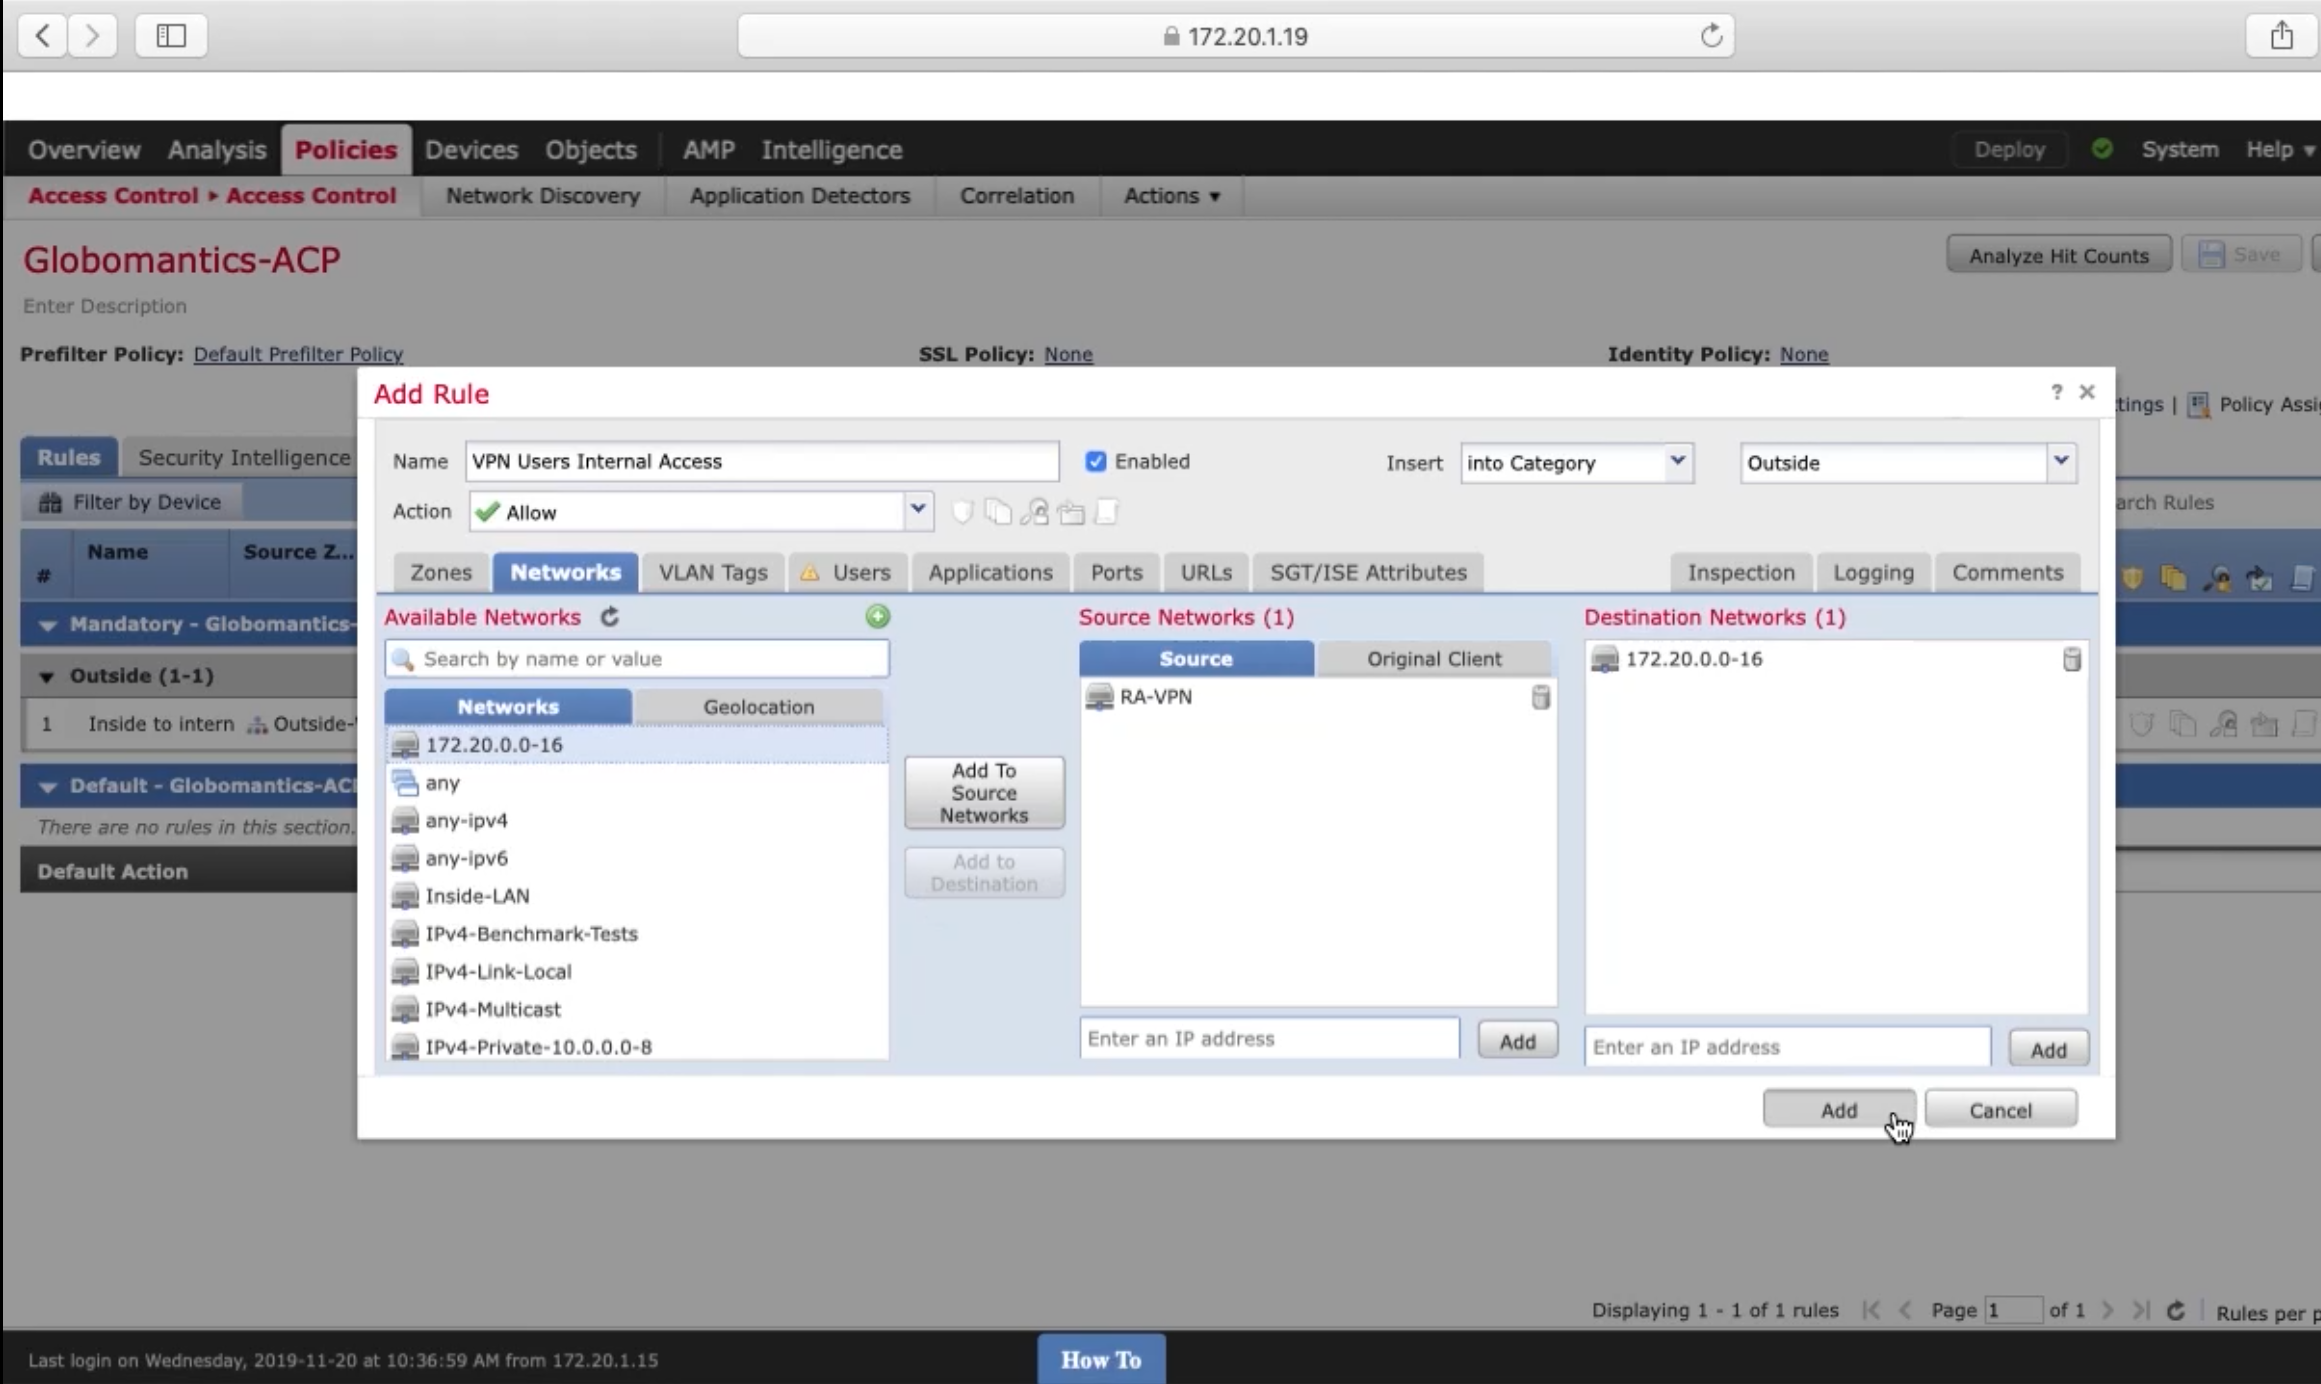 172.20.1.19
Overview Analysis Policies Devices Objects AMP Intelligence Deploy System Help
Access Control ▸ Access Control Network Discovery Application Detectors Correlation Actions ▾
Globomantics-ACP
Analyze Hit Counts Save
Enter Description
Prefilter Policy: Default Prefilter Policy SSL Policy: None Identity Policy: None
Add Rule ? ×
tings | Policy Assi
Rules Security Intelligence
Name VPN Users Internal Access Enabled Insert into Category Outside
Filter by Device
Action Allow
arch Rules
# Name Source Z...
Zones Networks VLAN Tags Users Applications Ports URLs SGT/ISE Attributes Inspection Logging Comments
Mandatory - Globomantics-
Available Networks Source Networks (1) Destination Networks (1)
Search by name or value
Source Original Client
172.20.0.0-16
Outside (1-1)
RA-VPN
Networks Geolocation
1 Inside to intern Outside-
172.20.0.0-16
any
any-ipv4
any-ipv6
Inside-LAN
IPv4-Benchmark-Tests
IPv4-Link-Local
IPv4-Multicast
IPv4-Private-10.0.0.0-8
Default - Globomantics-AC
There are no rules in this section.
Default Action
Add To
Source
Networks
Add to
Destination
Enter an IP address Add
Enter an IP address Add
Add Cancel
Displaying 1 - 1 of 1 rules Page 1 of 1 Rules per p
Last login on Wednesday, 2019-11-20 at 10:36:59 AM from 172.20.1.15
How To